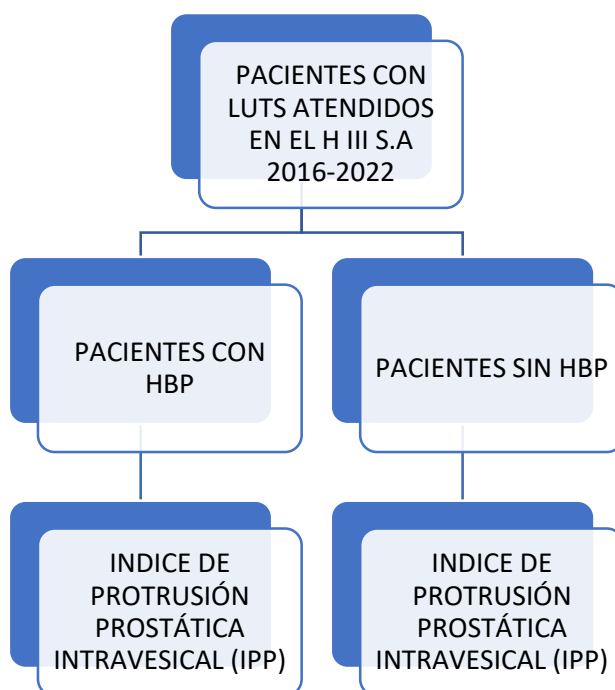 PACIENTES CON
LUTS ATENDIDOS
EN EL H III S.A
2016-2022
PACIENTES CON
HBP
PACIENTES SIN HBP
INDICE DE
PROTRUSIÓN
PROSTÁTICA
INTRAVESICAL (IPP)
INDICE DE
PROTRUSIÓN
PROSTÁTICA
INTRAVESICAL (IPP)